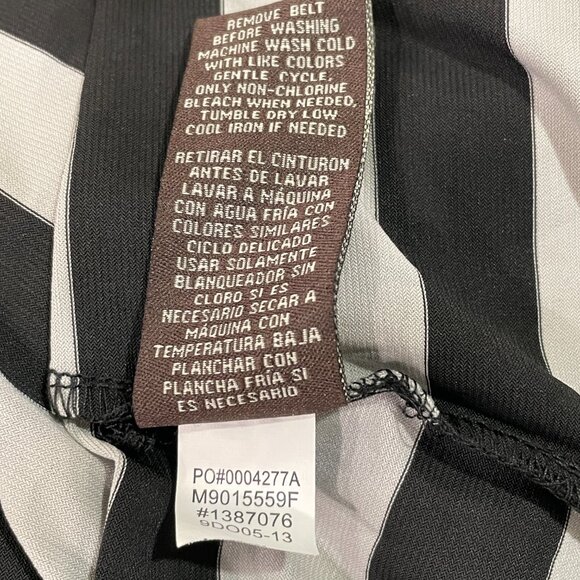 REMOVE BELT
BEFORE WASHING
MACHINE WASH COLD
WITH LIKE COLORS
GENTLE CYCLE,
ONLY NON-CHLORINE
BLEACH WHEN NEEDED,
TUMBLE DRY LOW
COOL IRON IF NEEDED
RETIRAR EL CINTURON
ANTES DE LAVAR
LAVAR A MÁQUINA
CON AGUA FRÍA CON
COLORES SIMILARES
CICLO DELICADO
USAR SOLAMENTE
BLANQUEADOR SIN
CLORO SI ES
NECESARIO SECAR A
MÁQUINA CON
TEMPERATURA BAJA
PLANCHAR CON
PLANCHA FRÍA SI
ES NECESARIO
PO#0004277A
M9015559F
#1387076
9DO05-13